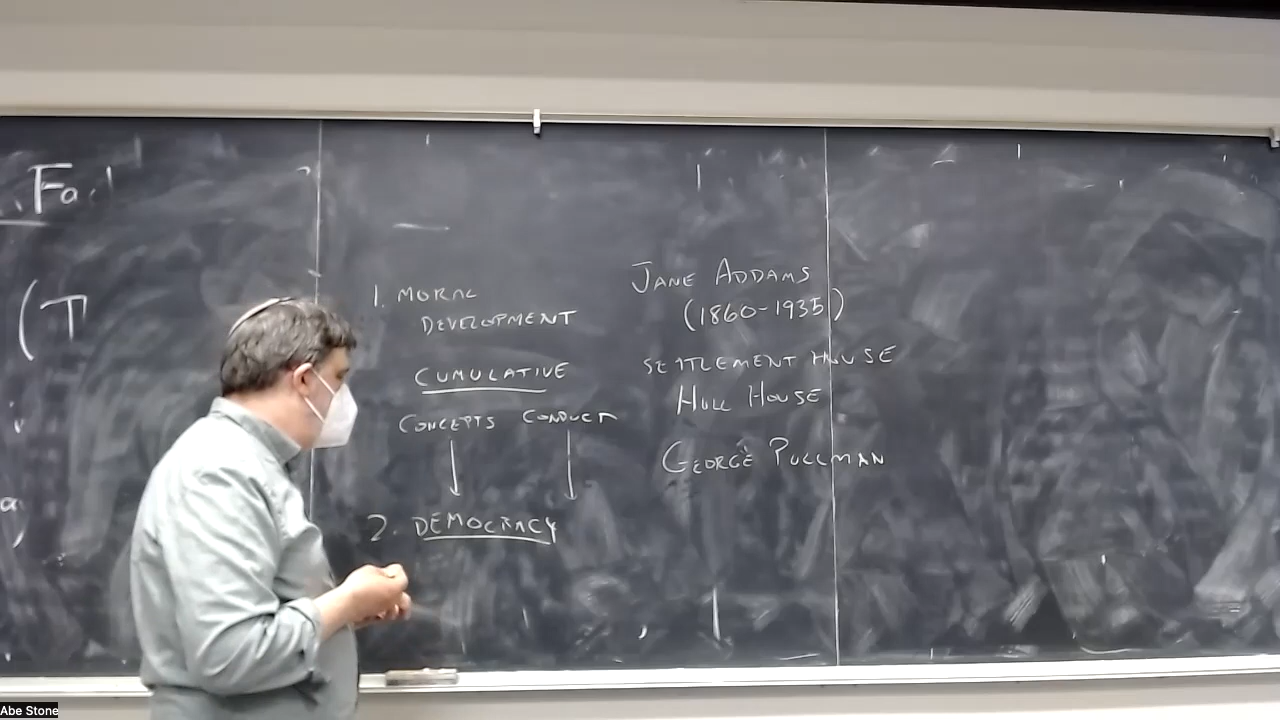 Fa
(T
1. MORAL
DEVELOPMENT
CUMULATIVE
CONCEPTS CONDUCT
2. DEMOCRACY
JANE ADDAMS
(1860-1935)
SETTLEMENT HOUSE
HULL HOUSE
GEORGE PULLMAN
Abe Stone